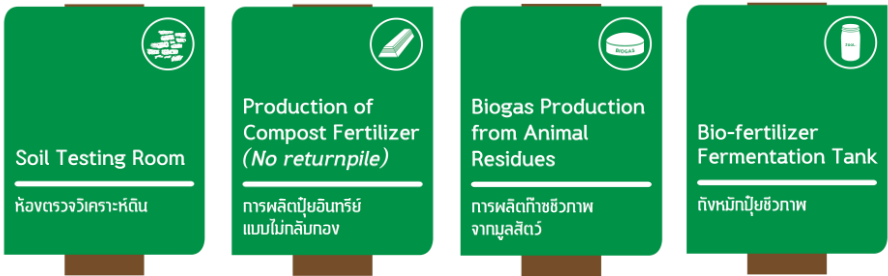 Soil Testing Room
ห้องตรวจวิเคราะห์ดิน
Production of
Compost Fertilizer
(No returnpile)
การผลิตปุ๋ยอินทรีย์
แบบไม่กลับกอง
BIOGAS
Biogas Production
from Animal
Residues
การผลิตก๊าซชีวภาพ
จากมูลสัตว์
Bio-fertilizer
Fermentation Tank
ถังหมักปุ๋ยชีวภาพ